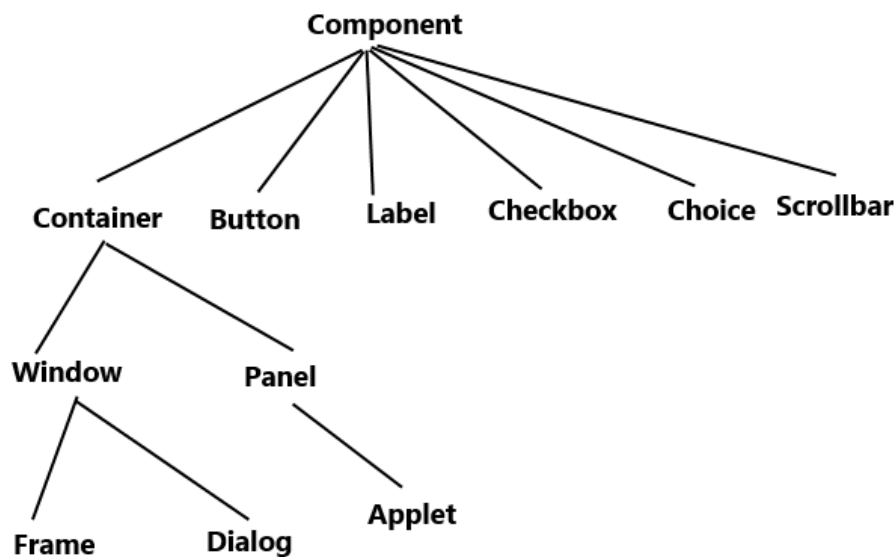 Component
Container Button Label Checkbox Choice Scrollbar
Window Panel
Applet
Frame Dialog